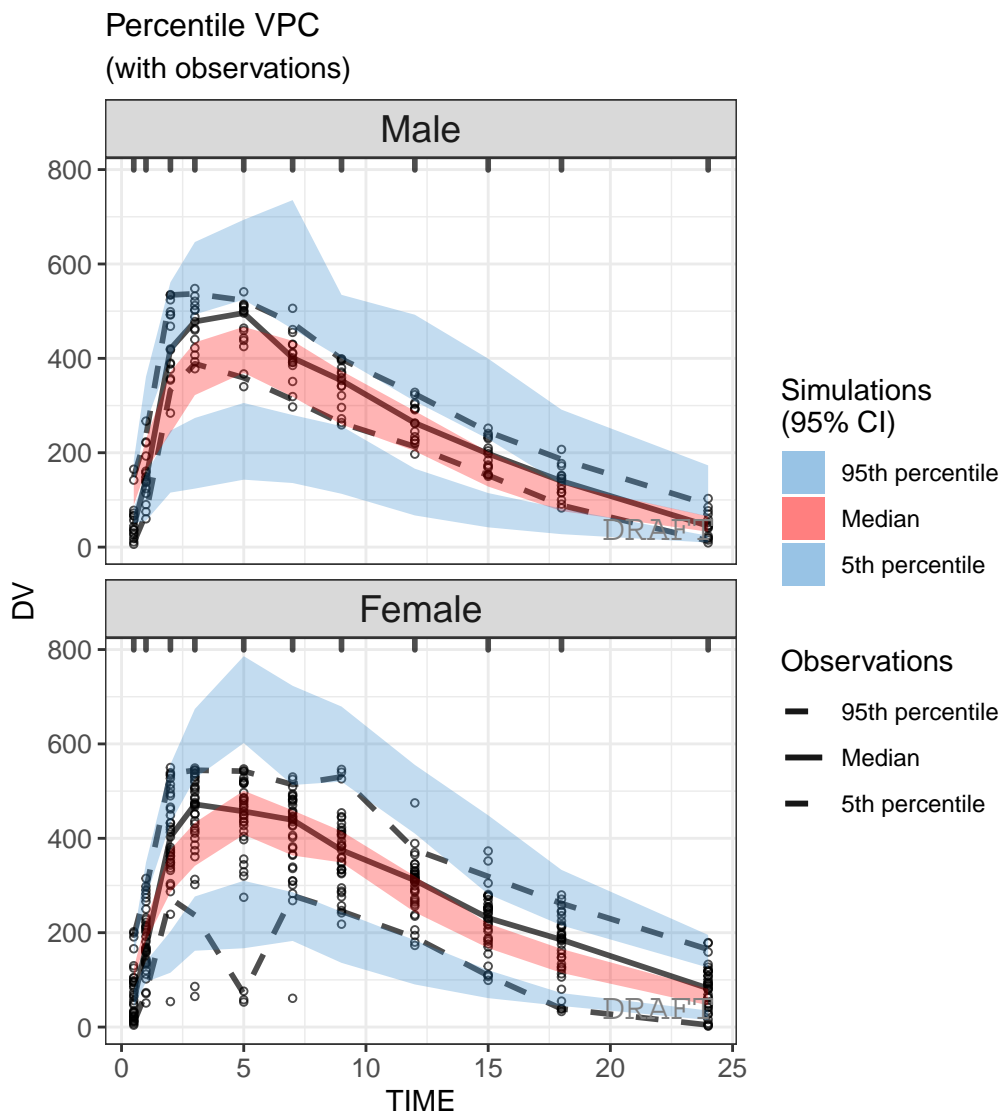 Percentile VPC
(with observations)
Male
800
600
400
200
0
DRAFT
Female
800
600
400
200
0
DRAFT
0
5
10
15
20
25
TIME
DV
Simulations
(95% CI)
95th percentile
Median
5th percentile
Observations
95th percentile
Median
5th percentile